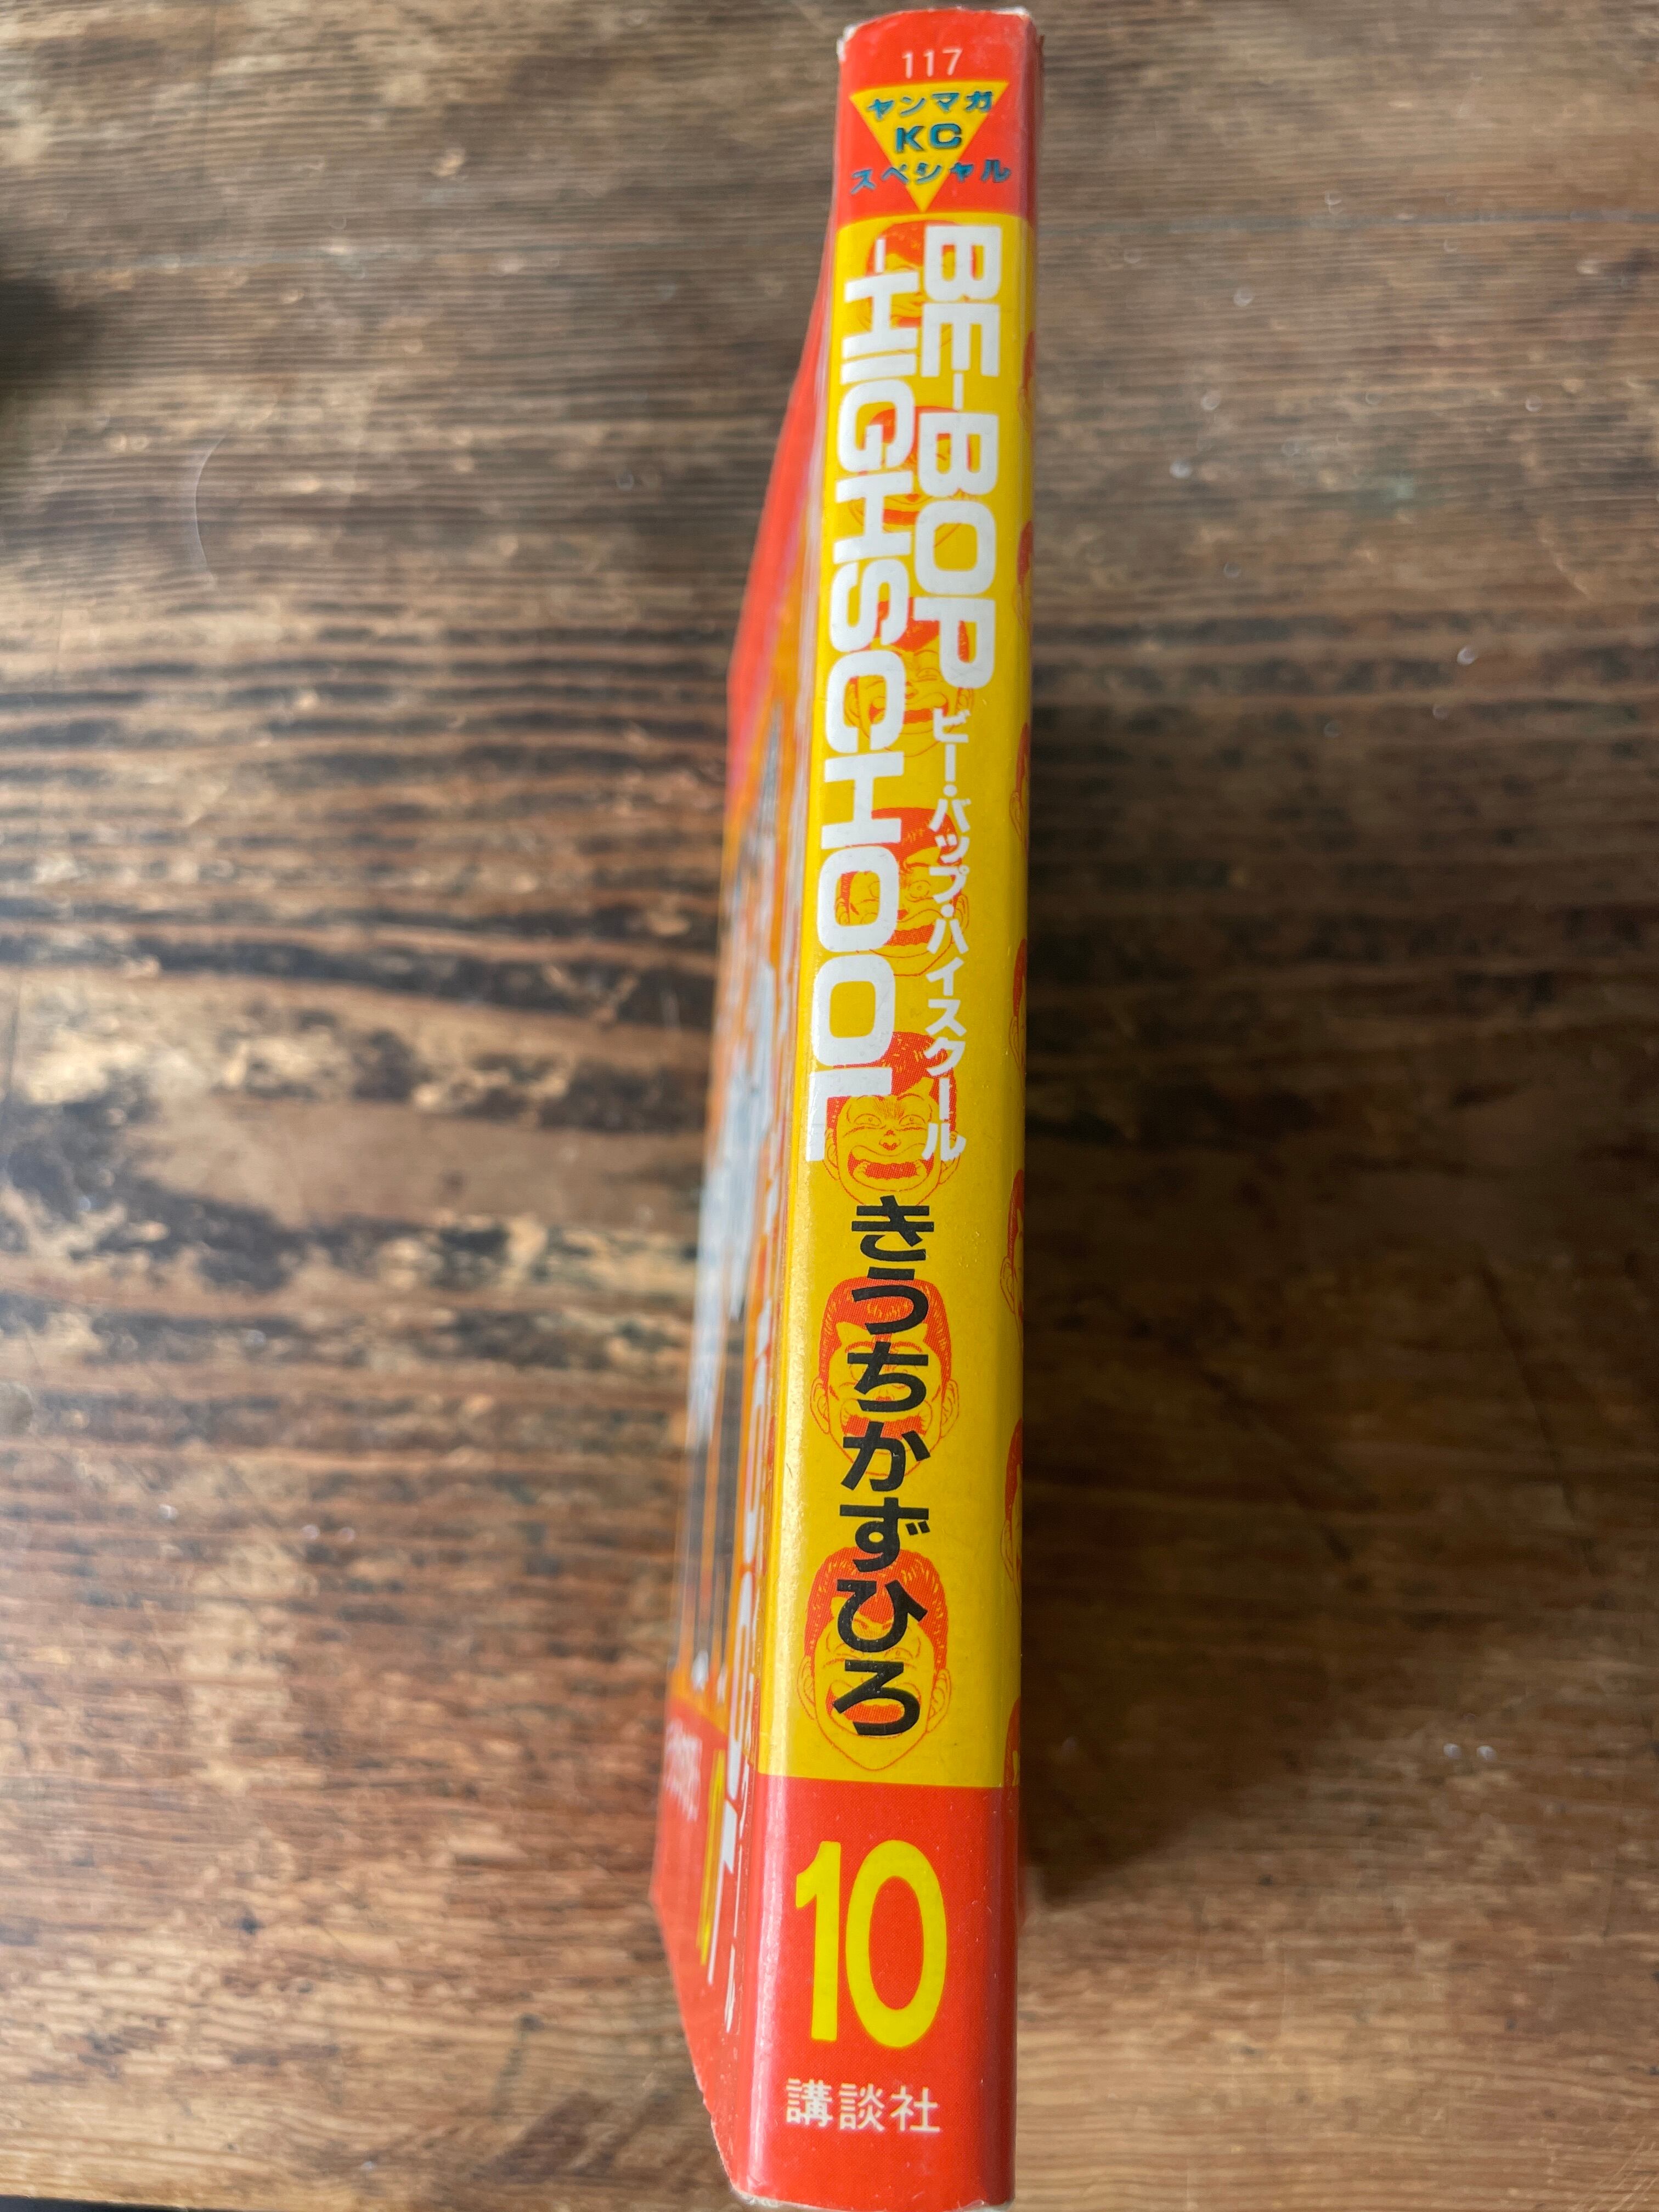 117
ヤンマガ
KC
スペシャル
BE-BOP
-HIGHSCHOOL
ビー・バップ・ハイスクール
きうちかずひろ
10
講談社